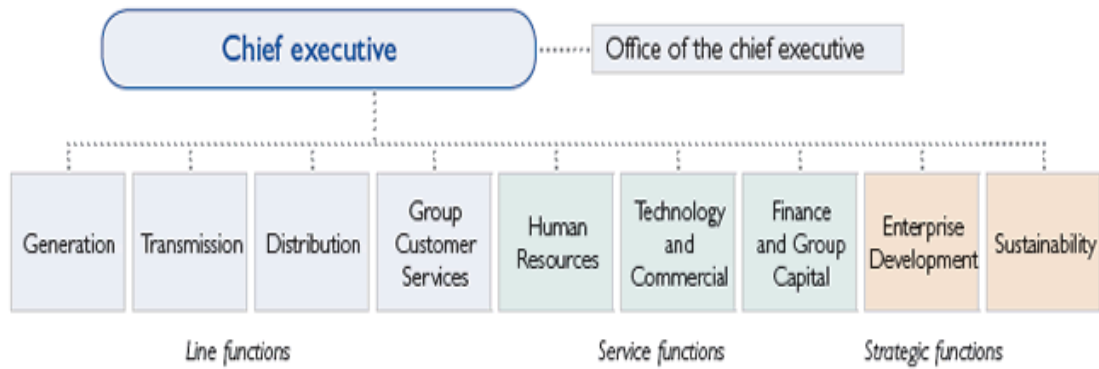 Chief executive
Office of the chief executive
Generation
Transmission
Distribution
Group
Customer
Services
Human
Resources
Technology
and
Commercial
Finance
and Group
Capital
Enterprise
Development
Sustainability
Line functions
Service functions
Strategic functions